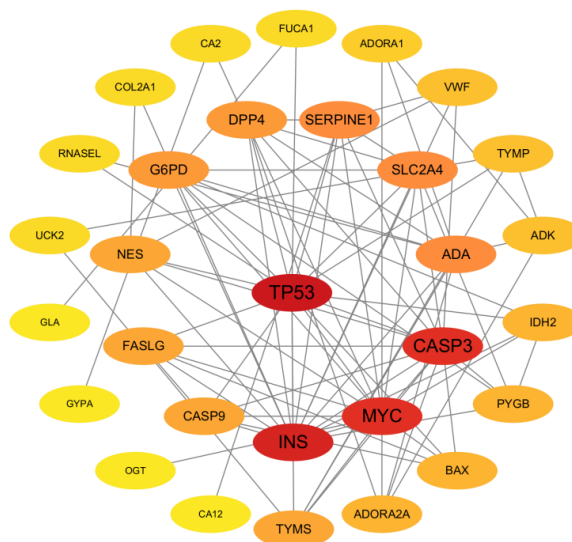 FUCA1
CA2
ADORA1
COL2A1
VWF
DPP4
SERPINE1
RNASEL
G6PD
SLC2A4
TYMP
UCK2
NES
ADA
ADK
TP53
GLA
IDH2
FASLG
CASP3
GYPA
PYGB
CASP9
MYC
INS
OGT
BAX
CA12
TYMS
ADORA2A